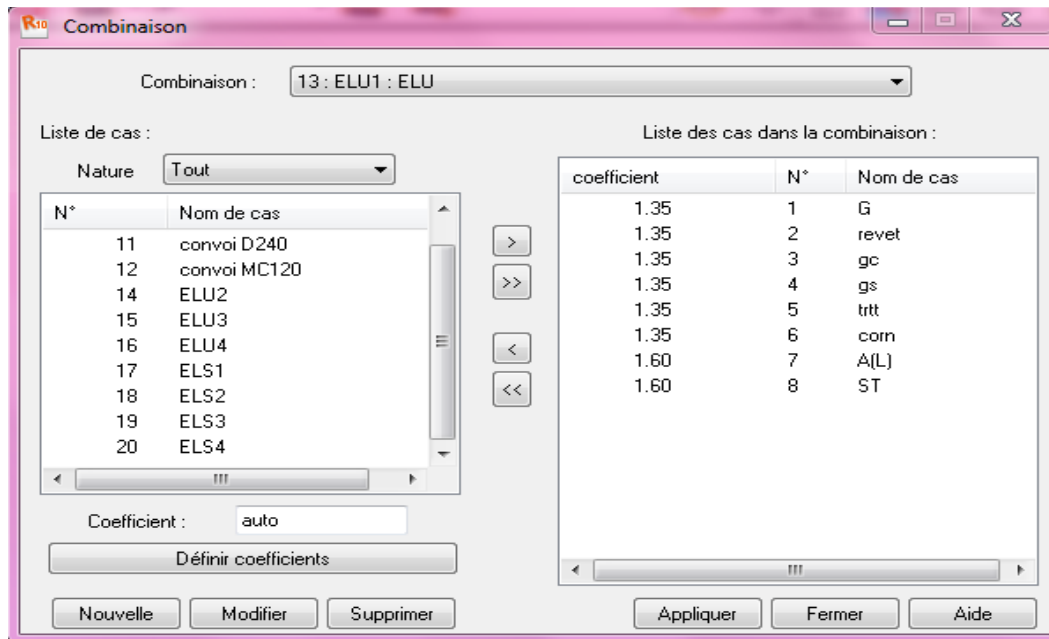 R10 Combinaison
Combinaison : 13 : ELU1 : ELU
Liste de cas :
Nature Tout
N° Nom de cas
11 convoi D240
12 convoi MC120
14 ELU2
15 ELU3
16 ELU4
17 ELS1
18 ELS2
19 ELS3
20 ELS4
Coefficient : auto
Définir coefficients
Nouvelle Modifier Supprimer
> 
>>
<
<<
Liste des cas dans la combinaison :
coefficient N° Nom de cas
1.35 1 G
1.35 2 revet
1.35 3 gc
1.35 4 gs
1.35 5 trtt
1.35 6 corn
1.60 7 A(L)
1.60 8 ST
Appliquer Fermer Aide